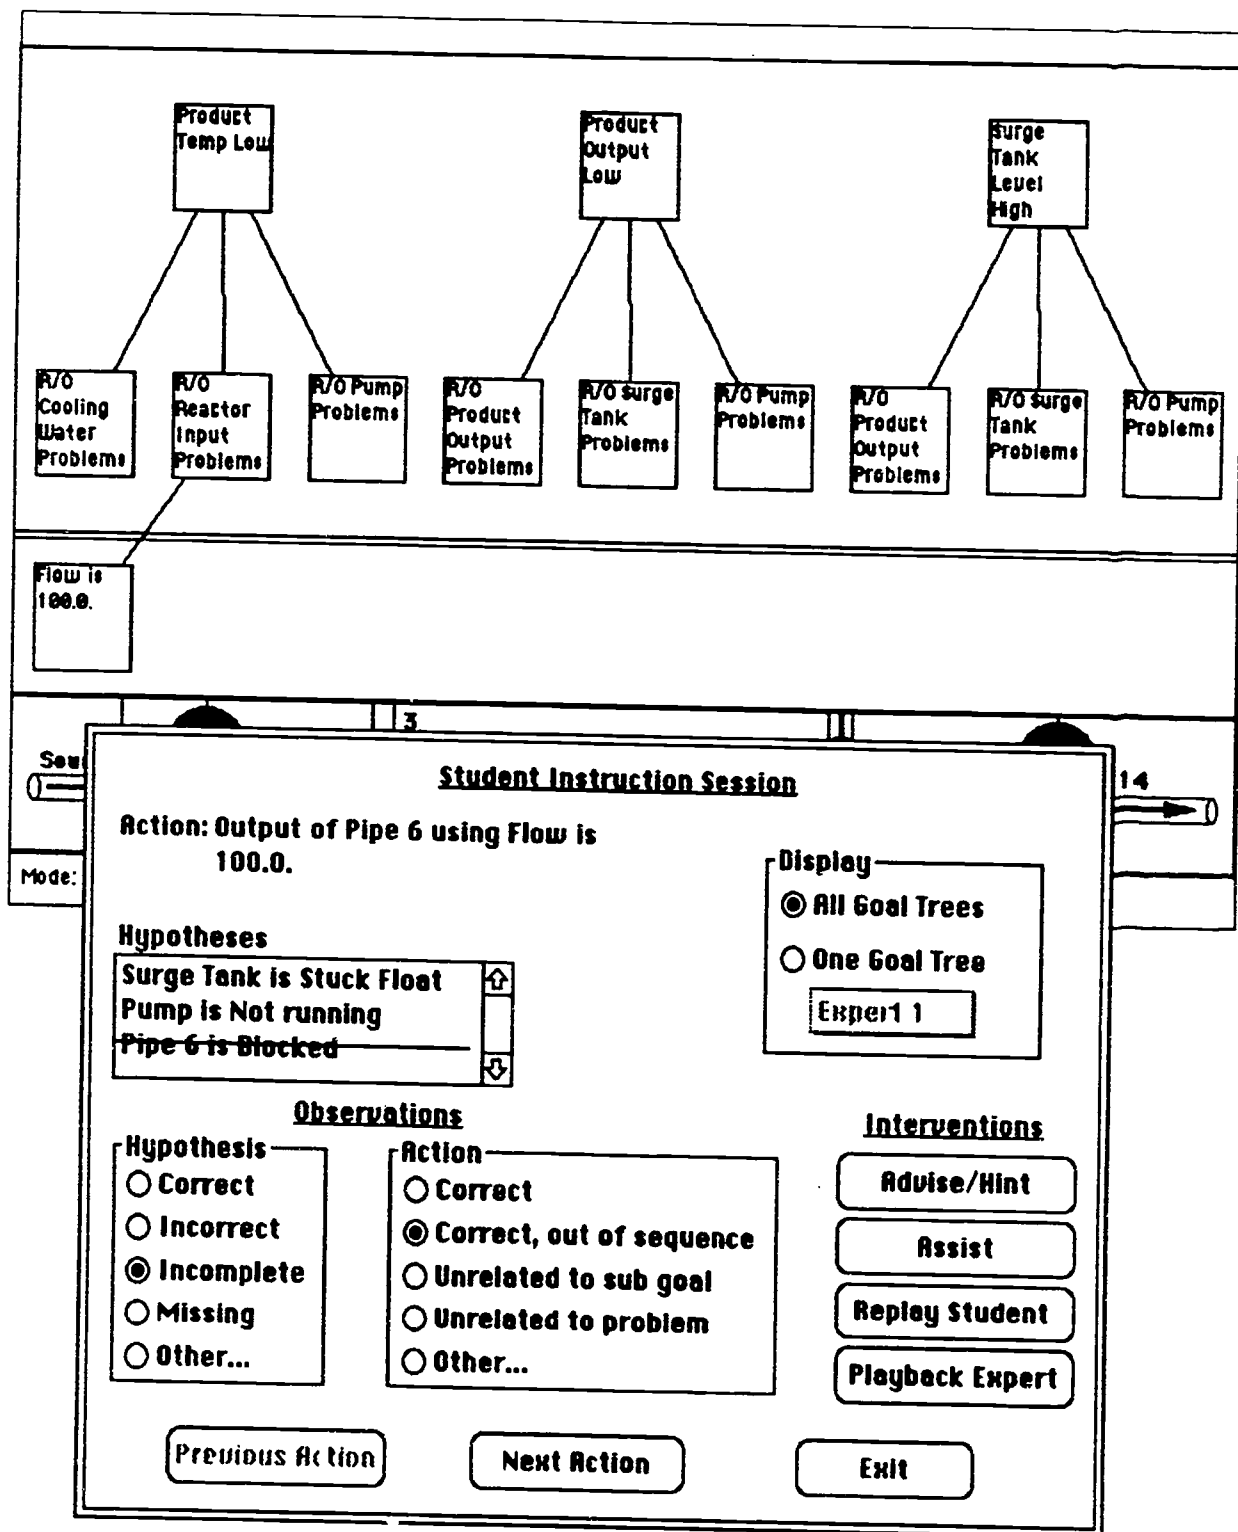 Product
Temp Low
Product
Output
Low
Surge
Tank
Level
High
R/O
Cooling
Water
Problems
R/O
Reactor
Input
Problems
R/O Pump
Problems
R/O
Product
Output
Problems
R/O Surge
Tank
Problems
R/O Pump
Problems
R/O
Product
Output
Problems
R/O Surge
Tank
Problems
R/O Pump
Problems
Flow is
100.0.
3
14
Mode:
Student Instruction Session
Action: Output of Pipe 6 using Flow is
100.0.
Display
All Goal Trees
One Goal Tree
Expert 1
Hypotheses
Surge Tank is Stuck Float
Pump is Not running
Pipe 6 is Blocked
Observations
Hypothesis
Correct
Incorrect
Incomplete
Missing
Other...
Action
Correct
Correct, out of sequence
Unrelated to sub goal
Unrelated to problem
Other...
Interventions
Advise/Hint
Assist
Replay Student
Playback Expert
Previous Action
Next Action
Exit